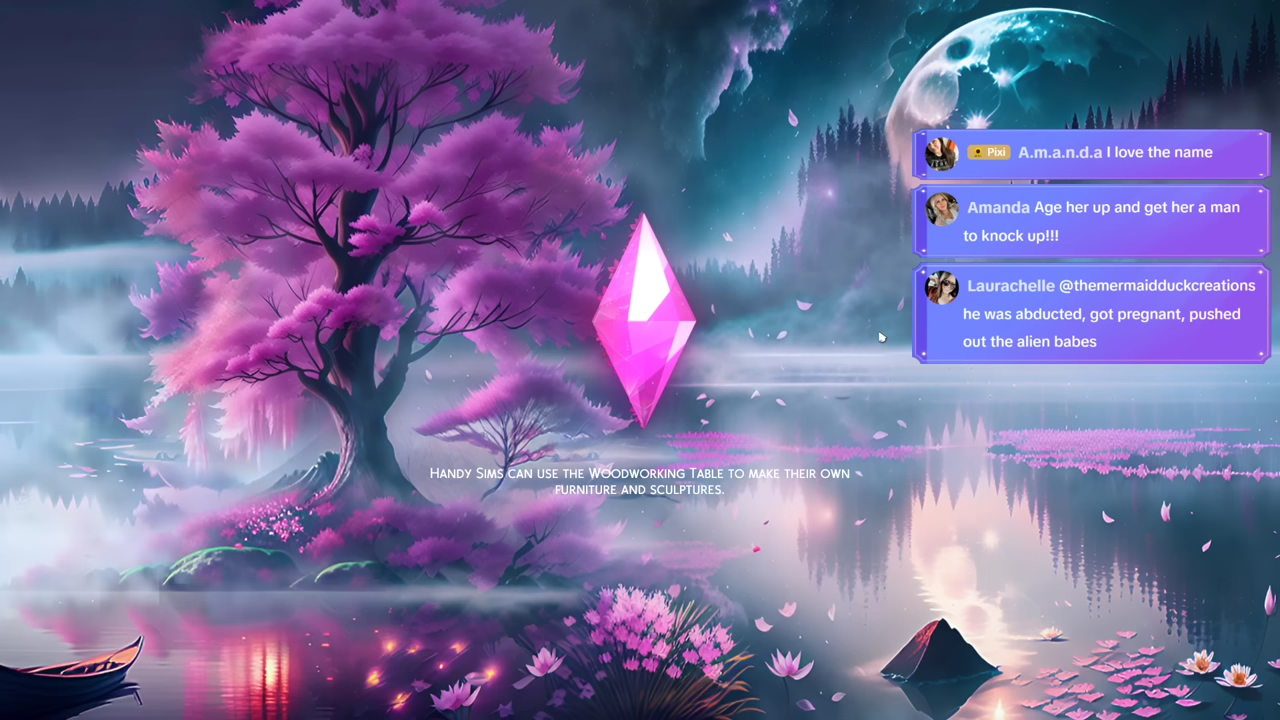 Pixi A.m.a.n.d.a I love the name
Amanda Age her up and get her a man
to knock up!!!
Laurachelle @themermaidduckcreations
he was abducted, got pregnant, pushed
out the alien babes
Handy Sims can use the Woodworking Table to make their own
furniture and sculptures.